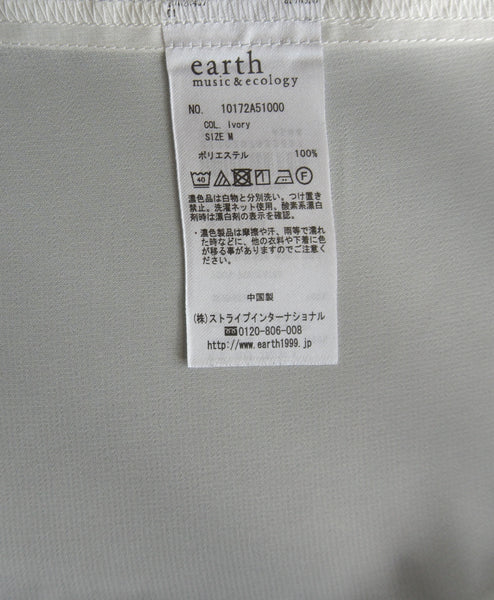 earth
music & ecology
NO. 10172A51000
COL. Ivory
SIZE M
ポリエステル 100%
40 F
濃色品は白物と分別洗い。つけ置き
禁止。洗濯ネット使用。酸素系漂白
剤時は漂白剤の表示を確認。
・濃色製品は摩擦や汗、雨等で濡れ
た時などに、他の衣料や下着に色
が移る事がありますのでご注意く
ださい。
中国製
(株)ストライプインターナショナル
0120-806-008
http://www.earth1999.jp